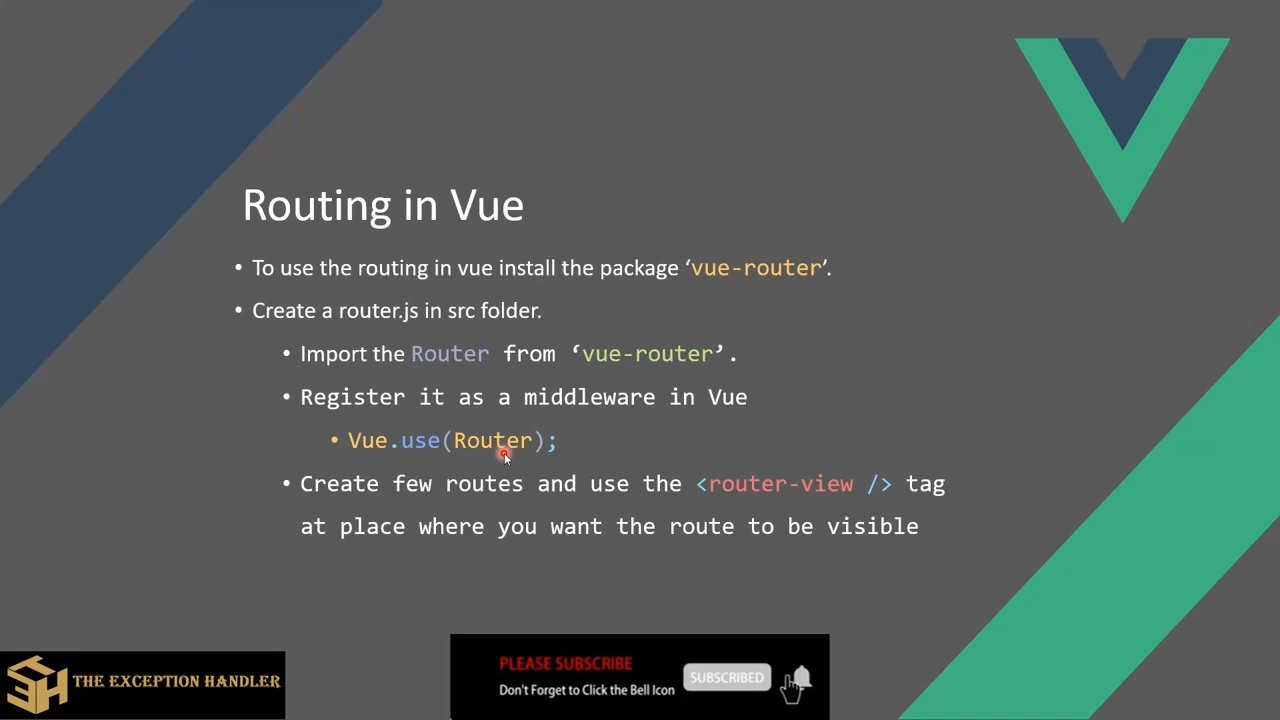 Routing in Vue
• To use the routing in vue install the package ‘vue-router’.
• Create a router.js in src folder.
• Import the Router from ‘vue-router’.
• Register it as a middleware in Vue
• Vue.use(Router);
• Create few routes and use the <router-view /> tag
at place where you want the route to be visible
THE EXCEPTION HANDLER
PLEASE SUBSCRIBE
Don't Forget to Click the Bell Icon
SUBSCRIBED